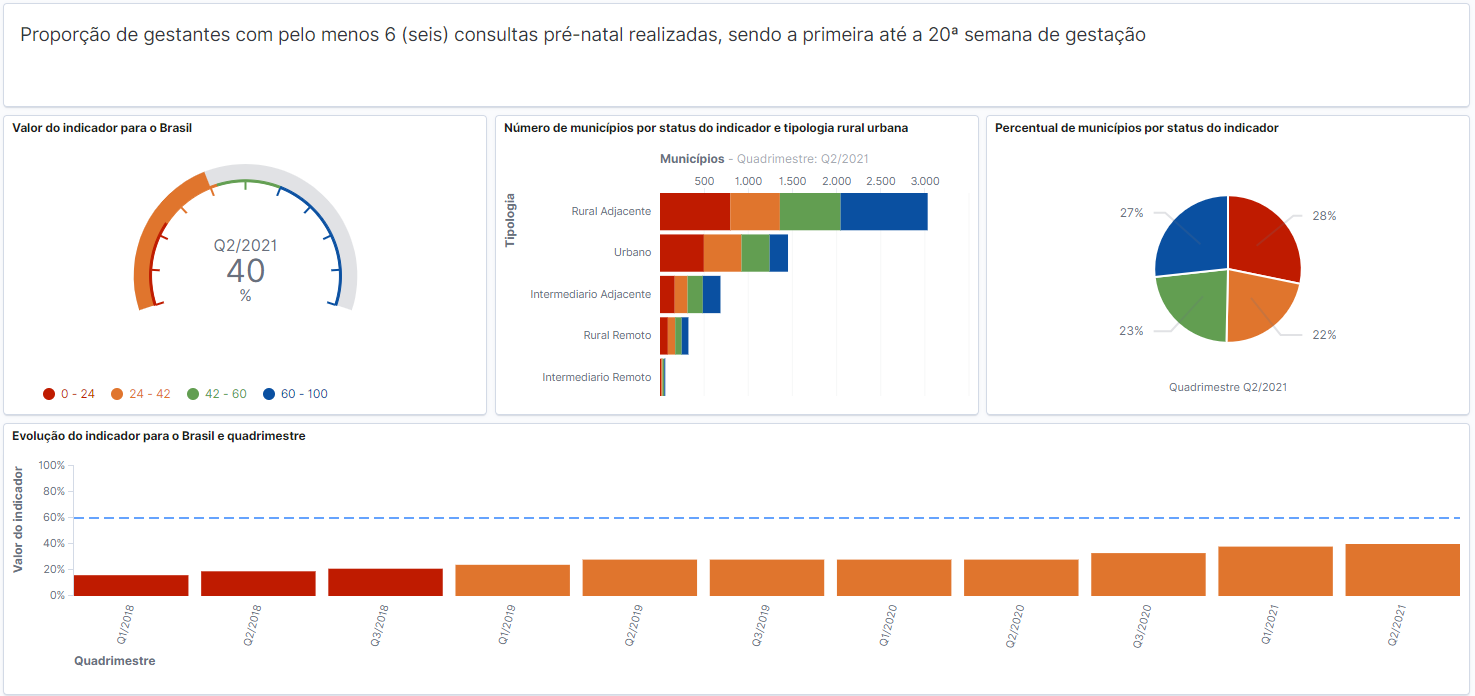 Proporção de gestantes com pelo menos 6 (seis) consultas pré-natal realizadas, sendo a primeira até a 20ª semana de gestação
Valor do indicador para o Brasil
Q2/2021
40
%
0 - 24
24 - 42
42 - 60
60 - 100
Número de municípios por status do indicador e tipologia rural urbana
Municípios - Quadrimestre: Q2/2021
500 1.000 1.500 2.000 2.500 3.000
Tipologia
Rural Adjacente
Urbano
Intermediario Adjacente
Rural Remoto
Intermediario Remoto
Percentual de municípios por status do indicador
27%
28%
23%
22%
Quadrimestre Q2/2021
Evolução do indicador para o Brasil e quadrimestre
Valor do indicador
100%
80%
60%
40%
20%
0%
Q1/2018
Q2/2018
Q3/2018
Q1/2019
Q2/2019
Q3/2019
Q1/2020
Q2/2020
Q3/2020
Q1/2021
Q2/2021
Quadrimestre